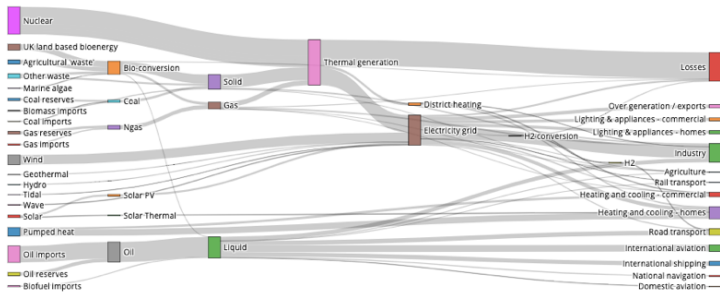 Nuclear
UK land based bioenergy
Agricultural 'waste'
Other waste
Marine algae
Coal reserves
Biomass imports
Coal imports
Gas reserves
Gas imports
Wind
Geothermal
Hydro
Tidal
Wave
Solar
Pumped heat
Oil imports
Oil reserves
Biofuel imports
Bio-conversion
Coal
Ngas
Solar PV
Solar Thermal
Oil
Solid
Gas
Liquid
Thermal generation
District heating
Electricity grid
H2 conversion
H2
Losses
Over generation / exports
Lighting & appliances - commercial
Lighting & appliances - homes
Industry
Agriculture
Rail transport
Heating and cooling - commercial
Heating and cooling - homes
Road transport
International aviation
International shipping
National navigation
Domestic aviation